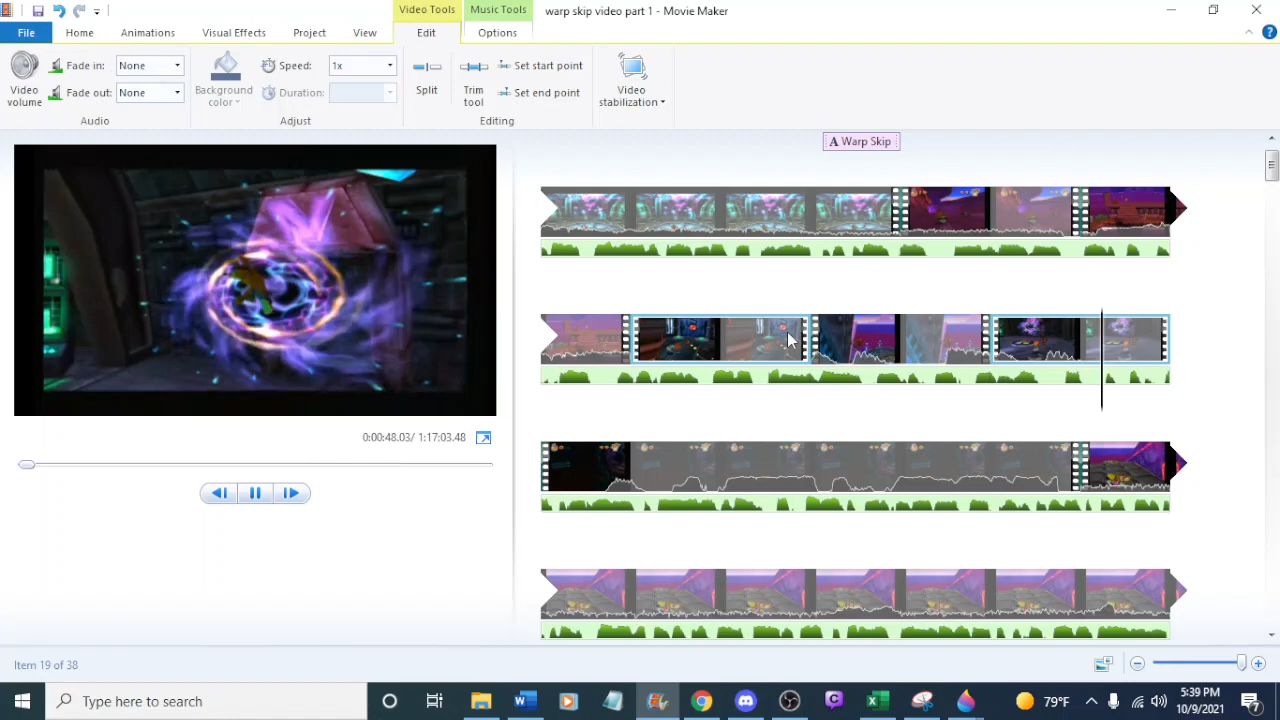 Video Tools
Music Tools
warp skip video part 1 - Movie Maker
File
Home
Animations
Visual Effects
Project
View
Edit
Options
Video volume
Fade in:
None
Fade out:
None
Audio
Background color
Speed:
1x
Duration:
Adjust
Split
Trim tool
Set start point
Set end point
Editing
Video stabilization
A Warp Skip
0:00:48.03/ 1:17:03.48
Item 19 of 38
Type here to search
79°F
5:39 PM
10/9/2021
7